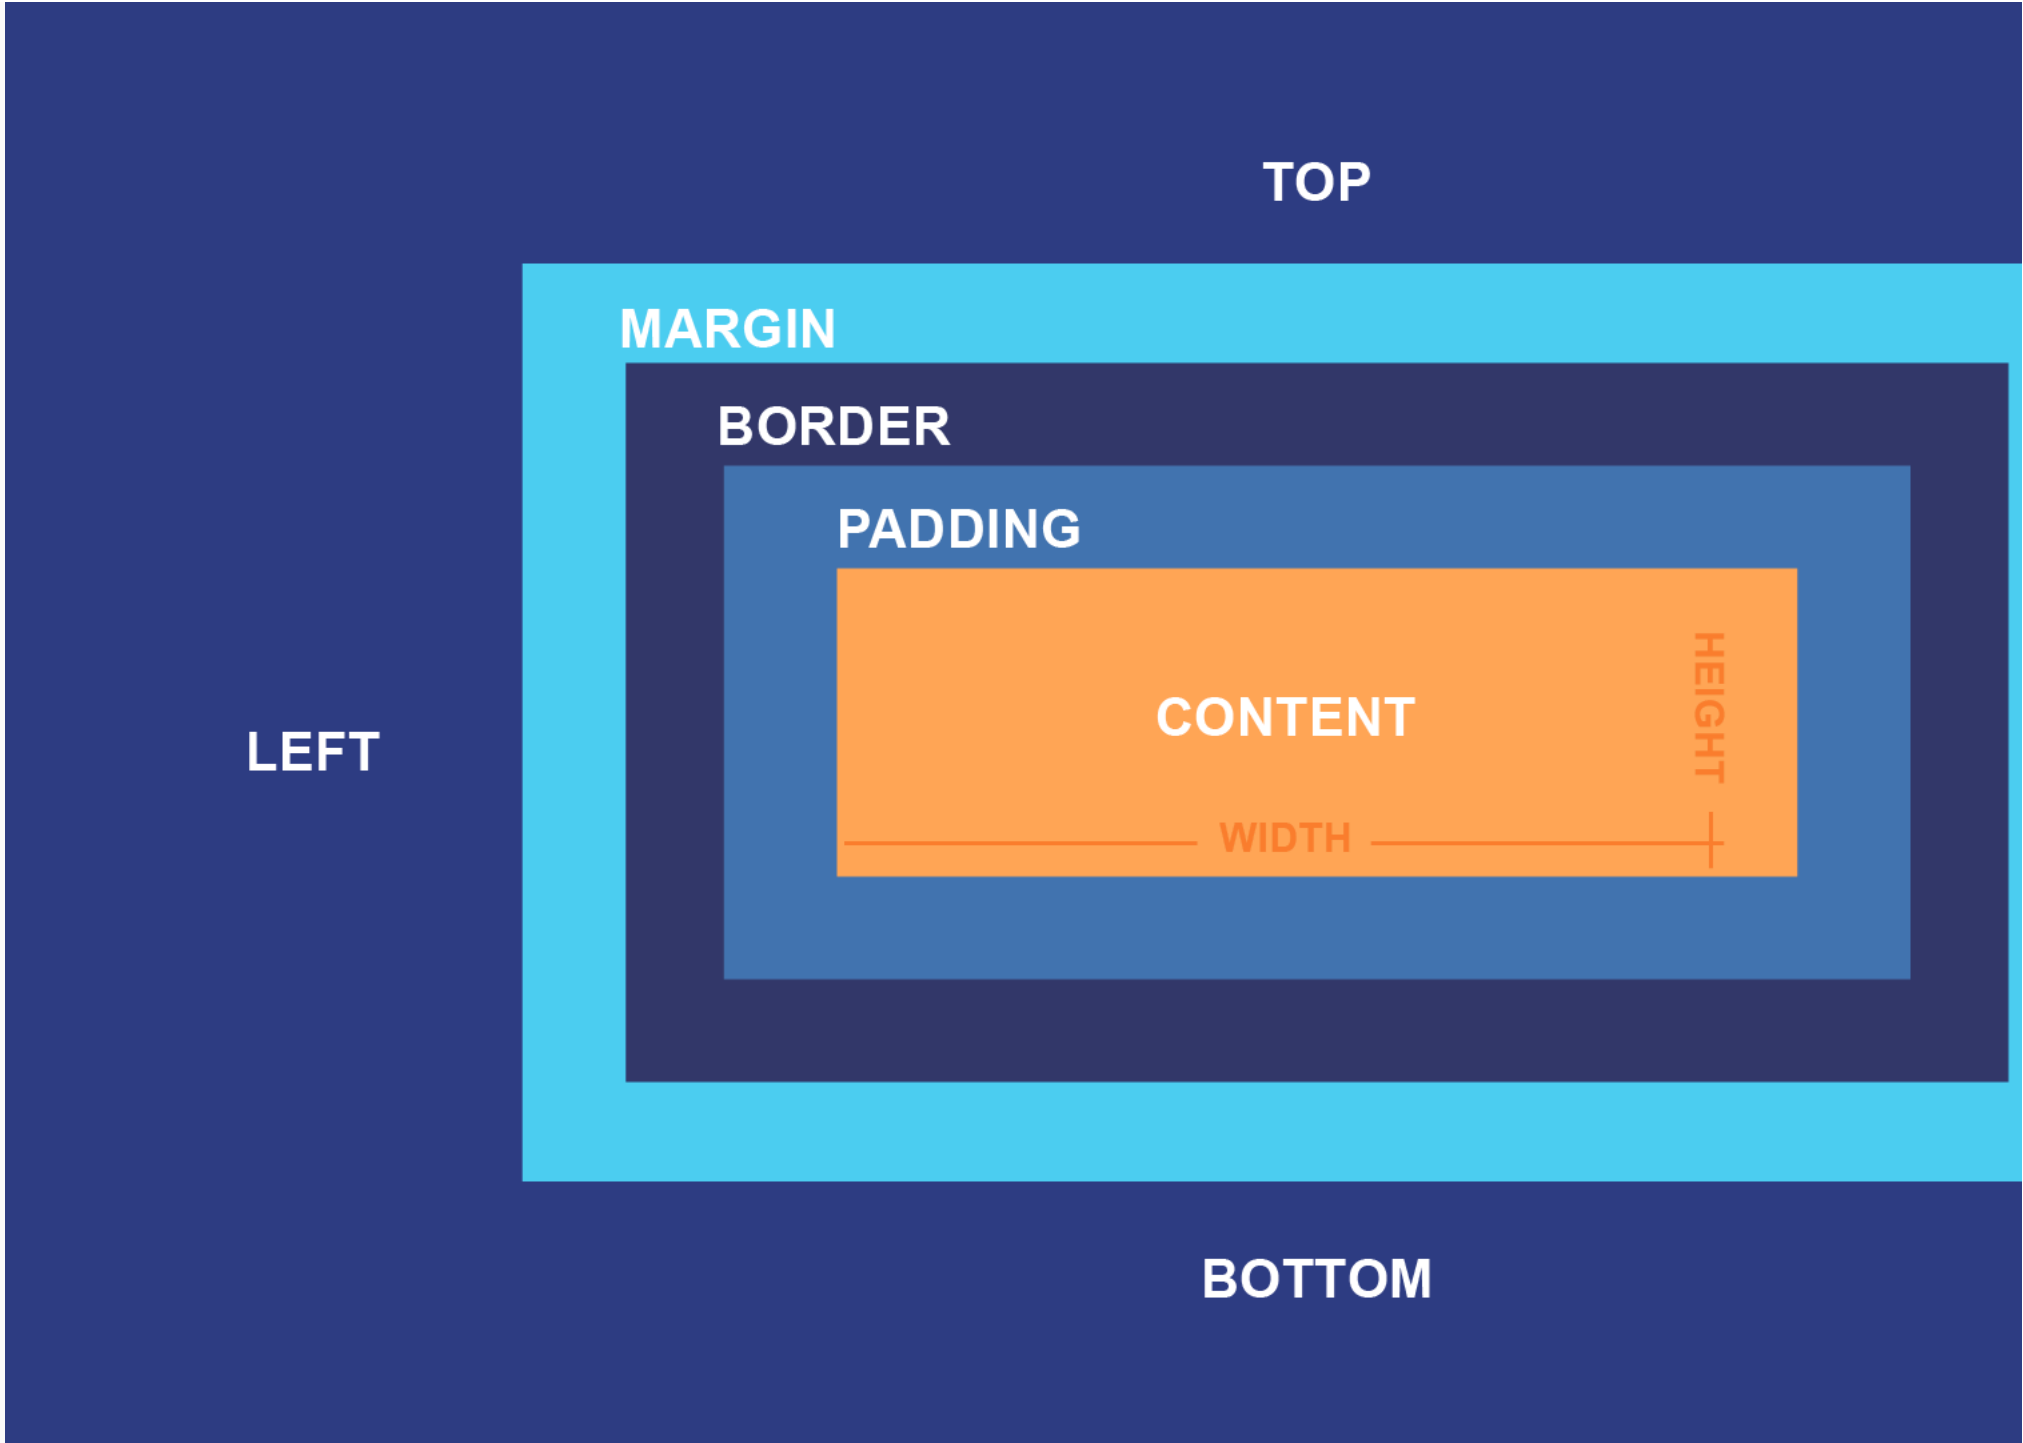 TOP
MARGIN
BORDER
PADDING
HEIGHT
CONTENT
LEFT
WIDTH
BOTTOM